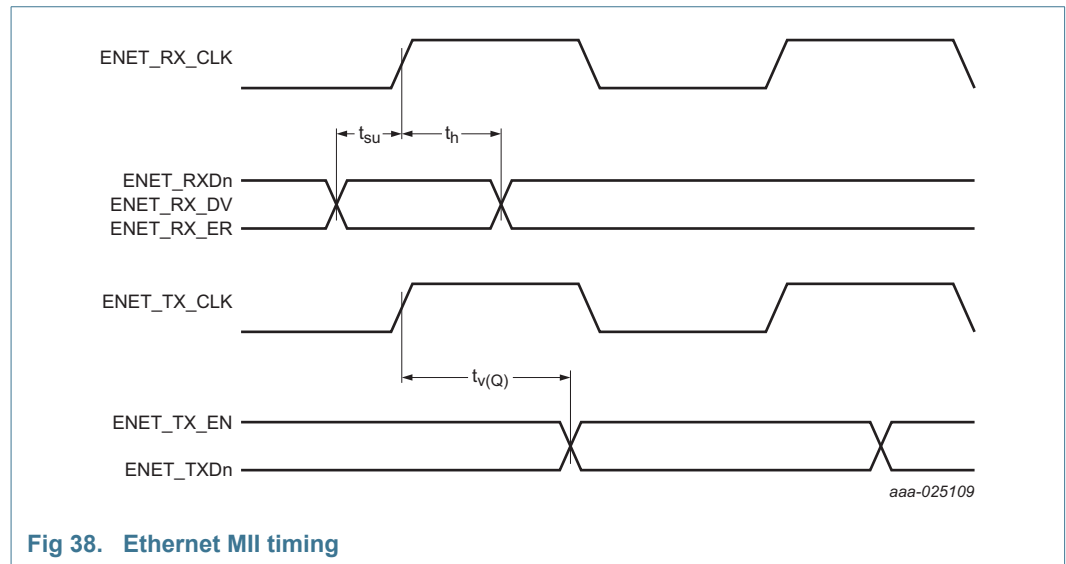 ENET_RX_CLK
tsu
th
ENET_RXDn
ENET_RX_DV
ENET_RX_ER
ENET_TX_CLK
tv(Q)
ENET_TX_EN
ENET_TXDn
aaa-025109
Fig 38. Ethernet MII timing